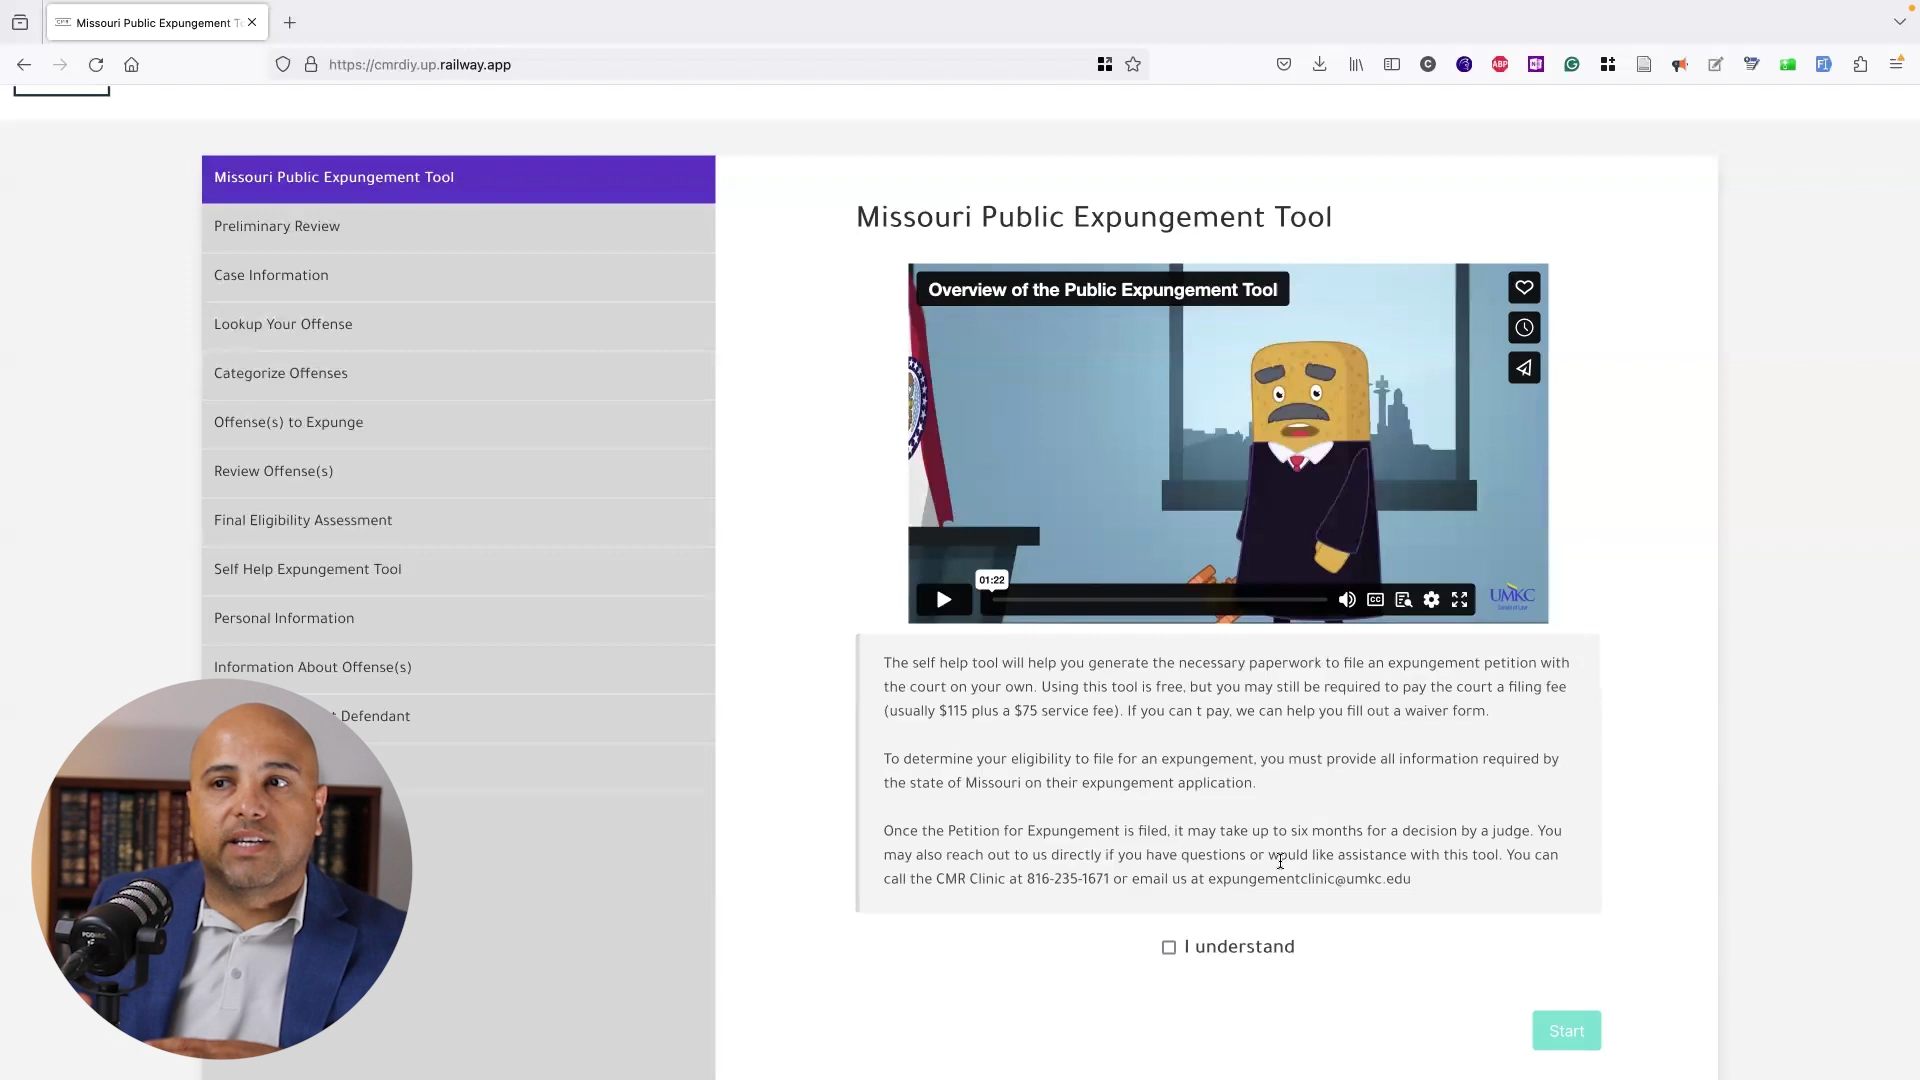 Missouri Public Expungement T
https://cmrdiy.up.railway.app
Missouri Public Expungement Tool
Preliminary Review
Case Information
Lookup Your Offense
Categorize Offenses
Offense(s) to Expunge
Review Offense(s)
Final Eligibility Assessment
Self Help Expungement Tool
Personal Information
Information About Offense(s)
Defendant
Missouri Public Expungement Tool
Overview of the Public Expungement Tool
01:22
CC
UMKC
School of Law
The self help tool will help you generate the necessary paperwork to file an expungement petition with
the court on your own. Using this tool is free, but you may still be required to pay the court a filing fee
(usually $115 plus a $75 service fee). If you can t pay, we can help you fill out a waiver form.
To determine your eligibility to file for an expungement, you must provide all information required by
the state of Missouri on their expungement application.
Once the Petition for Expungement is filed, it may take up to six months for a decision by a judge. You
may also reach out to us directly if you have questions or would like assistance with this tool. You can
call the CMR Clinic at 816-235-1671 or email us at expungementclinic@umkc.edu
I understand
Start